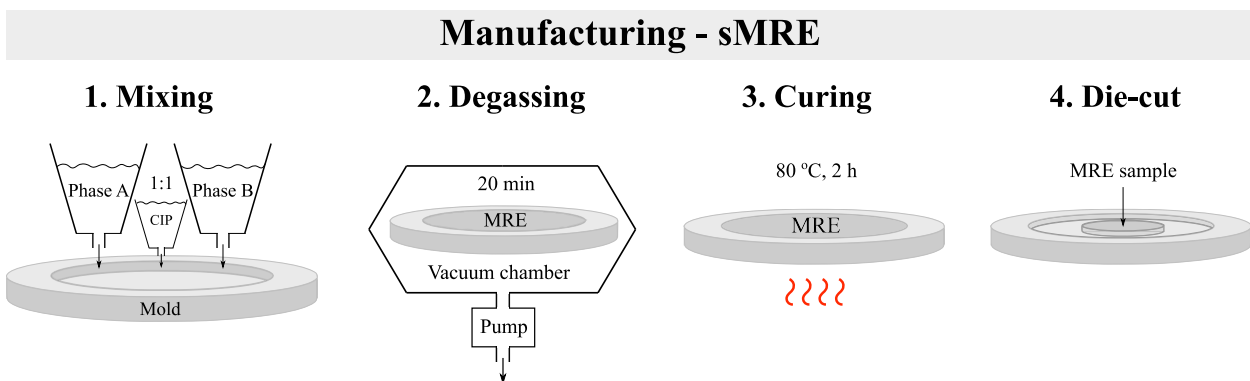 Manufacturing - sMRE
1. Mixing
Phase A
1:1
Phase B
CIP
Mold
2. Degassing
20 min
MRE
Vacuum chamber
Pump
3. Curing
80 ºC, 2 h
MRE
4. Die-cut
MRE sample